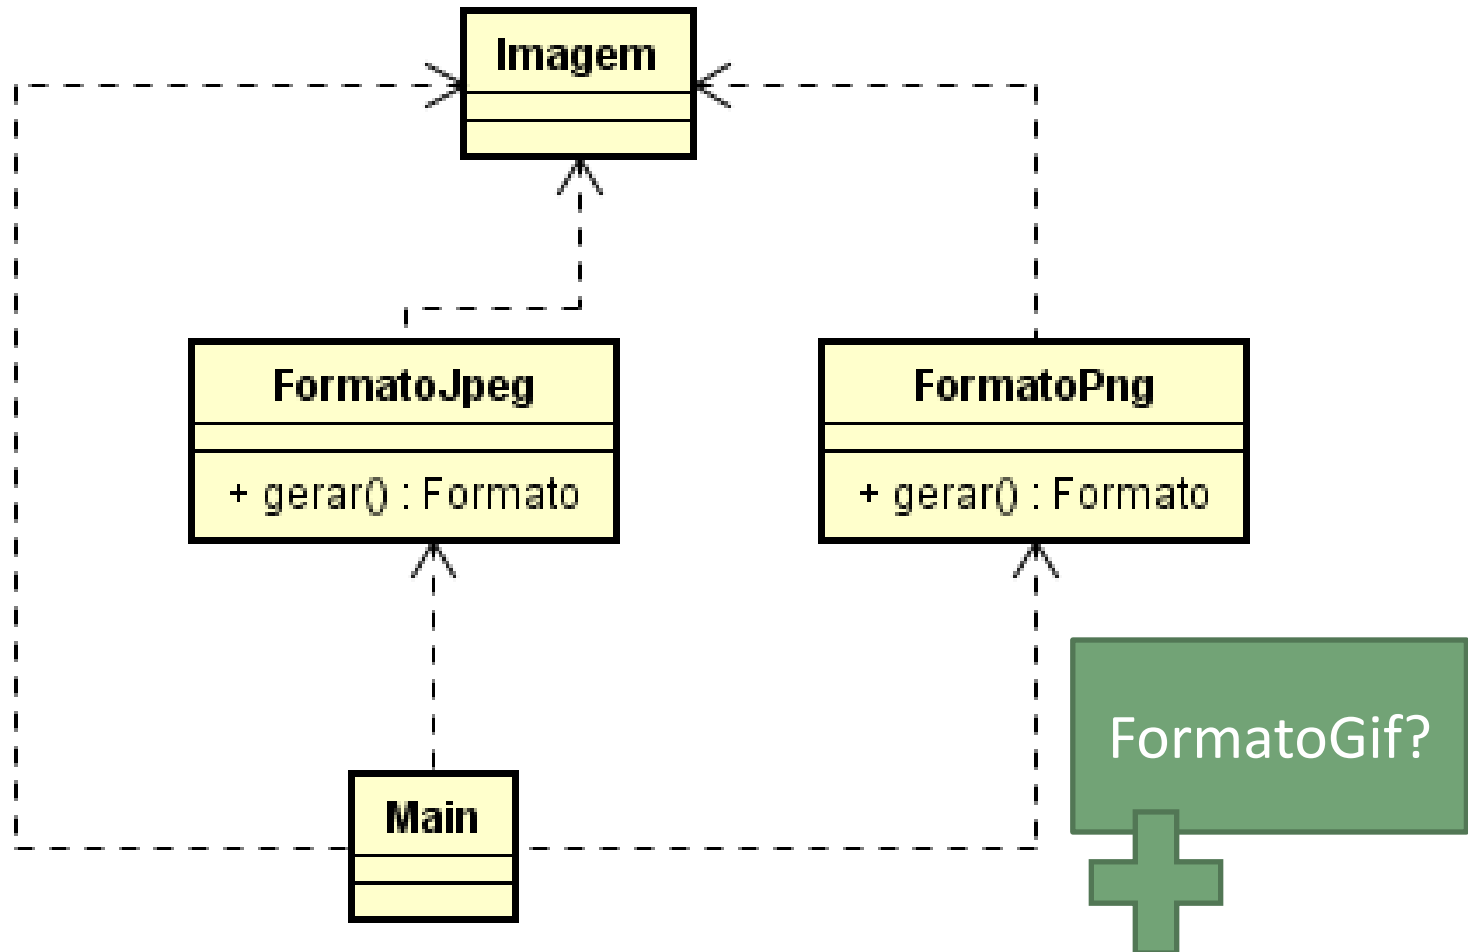 Imagem
FormatoJpeg
+ gerar() : Formato
FormatoPng
+ gerar() : Formato
FormatoGif?
Main